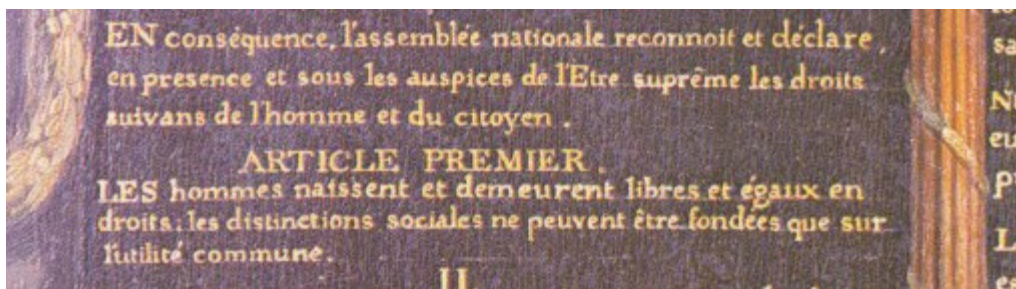 EN conséquence, l'assemblée nationale reconnoit et déclare,
en presence et sous les auspices de l'Etre suprême les droits
suivans de l'homme et du citoyen.
ARTICLE PREMIER.
LES hommes naissent et demeurent libres et égaux en
droits, les distinctions sociales ne peuvent être fondées que sur
l'utilité commune.
II